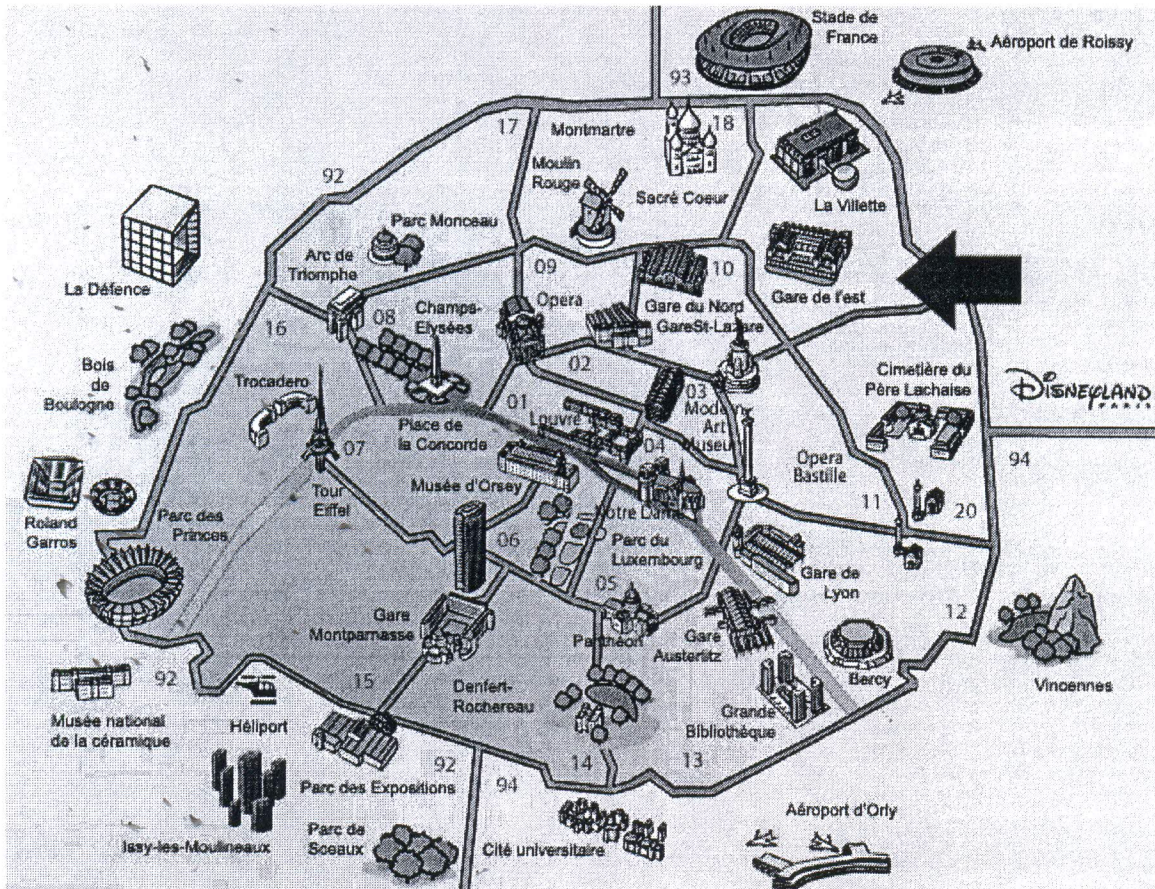 Stade de
France
Aéroport de Roissy
93
17
Montmartre
18
92
Moulin
Rouge
Sacré Coeur
La Villette
Parc Monceau
Arc de
Triomphe
La Défence
09
10
Opéra
Gare du Nord
Gare de l'est
16
08
Champs-
Elysées
GareSt-Lazare
Bois
de
Boulogne
Trocadero
02
03
Cimetière du
Père Lachaise
DISNEYLAND
PARIS
01
Louvre
Modern
Art
Museum
Place de
la Concorde
04
07
Musée d'Orsey
Opera
Bastille
94
Tour
Eiffel
11
20
Roland
Garros
Parc des
Princes
Notre Dame
06
Parc du
Luxembourg
05
Gare de
Lyon
12
Gare
Montparnasse
Panthéon
Gare
Austerlitz
Bercy
Vincennes
92
15
Denfert-
Rochereau
Grande
Bibliothèque
Musée national
de la céramique
Héliport
92
14
13
94
Parc des Expositions
Issy-les-Moulineaux
Parc de
Sceaux
Cité universitaire
Aéroport d'Orly